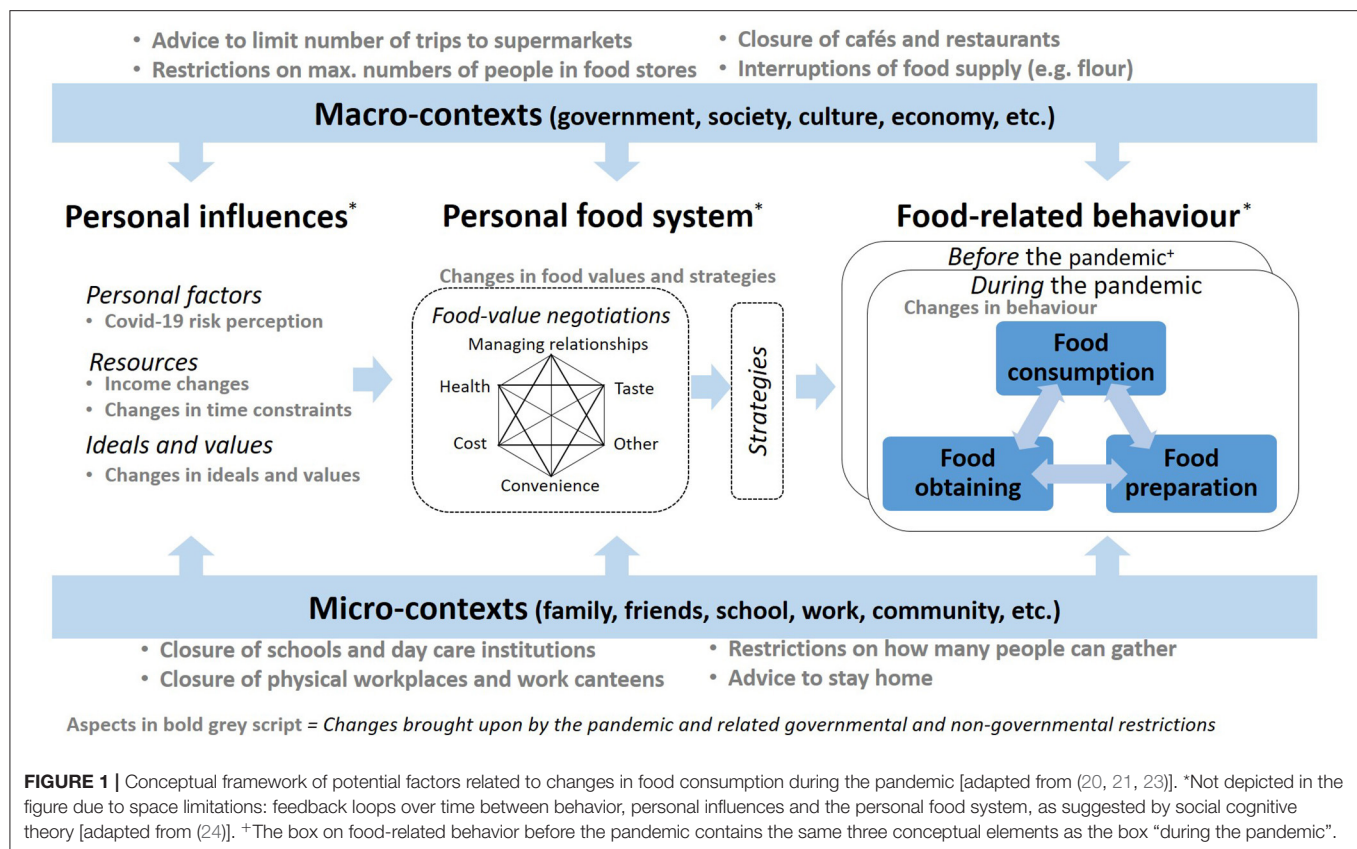 • Advice to limit number of trips to supermarkets
• Restrictions on max. numbers of people in food stores
• Closure of cafés and restaurants
• Interruptions of food supply (e.g. flour)
Macro-contexts (government, society, culture, economy, etc.)
Personal influences*
Personal factors
• Covid-19 risk perception
Resources
• Income changes
• Changes in time constraints
Ideals and values
• Changes in ideals and values
Personal food system*
Changes in food values and strategies
Food-value negotiations
Managing relationships
Health
Taste
Cost
Other
Convenience
Strategies
Food-related behaviour*
Before the pandemic+
During the pandemic
Changes in behaviour
Food
consumption
Food
obtaining
Food
preparation
Micro-contexts (family, friends, school, work, community, etc.)
• Closure of schools and day care institutions
• Closure of physical workplaces and work canteens
• Restrictions on how many people can gather
• Advice to stay home
Aspects in bold grey script = Changes brought upon by the pandemic and related governmental and non-governmental restrictions
FIGURE 1 | Conceptual framework of potential factors related to changes in food consumption during the pandemic [adapted from (20, 21, 23)]. *Not depicted in the
figure due to space limitations: feedback loops over time between behavior, personal influences and the personal food system, as suggested by social cognitive
theory [adapted from (24)]. +The box on food-related behavior before the pandemic contains the same three conceptual elements as the box “during the pandemic”.